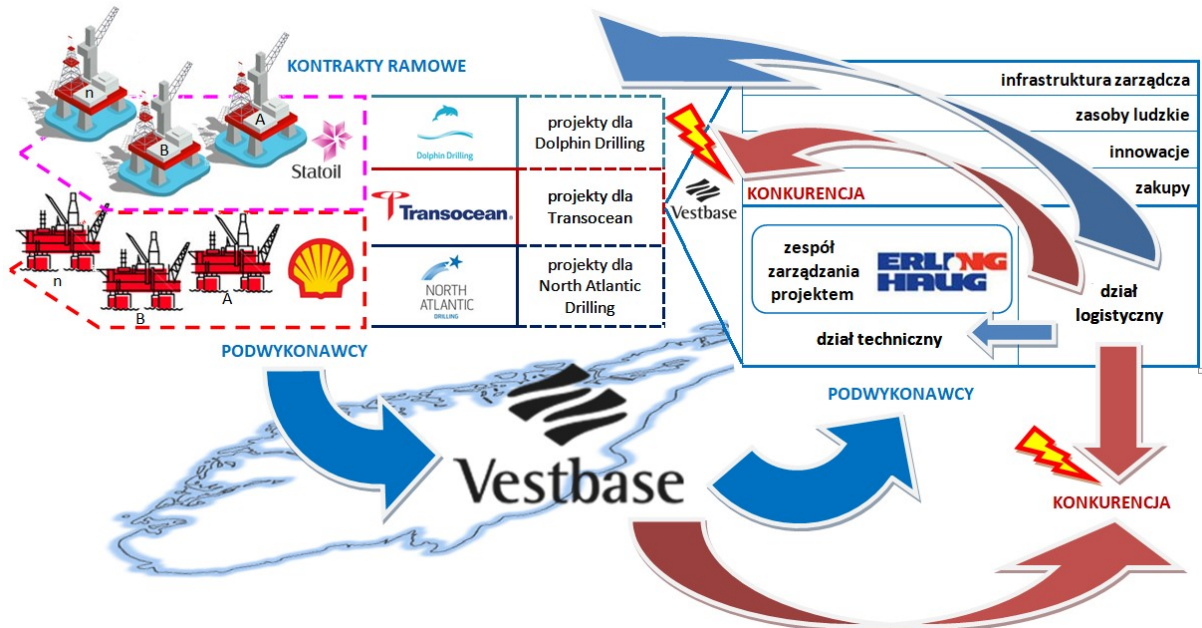 KONTRAKTY RAMOWE
n
A
B
Statoil
Dolphin Drilling
projekty dla
Dolphin Drilling
Transocean®
projekty dla
Transocean
NORTH
ATLANTIC
DRILLING
projekty dla
North Atlantic
Drilling
n
A
B
PODWYKONAWCY
Vestbase
KONKURENCJA
infrastruktura zarządcza
zasoby ludzkie
innowacje
zakupy
zespół
zarządzania
projektem
ERLING
HAUG
dział
logistyczny
dział techniczny
PODWYKONAWCY
Vestbase
KONKURENCJA